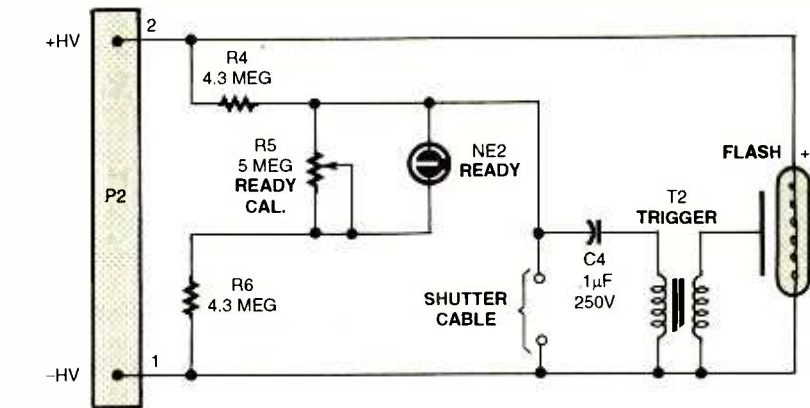 +HV
2
R4
4.3 MEG
R5
5 MEG
READY
CAL.
NE2
READY
FLASH
+
P2
T2
TRIGGER
R6
4.3 MEG
C4
.1µF
250V
SHUTTER
CABLE
-HV
1